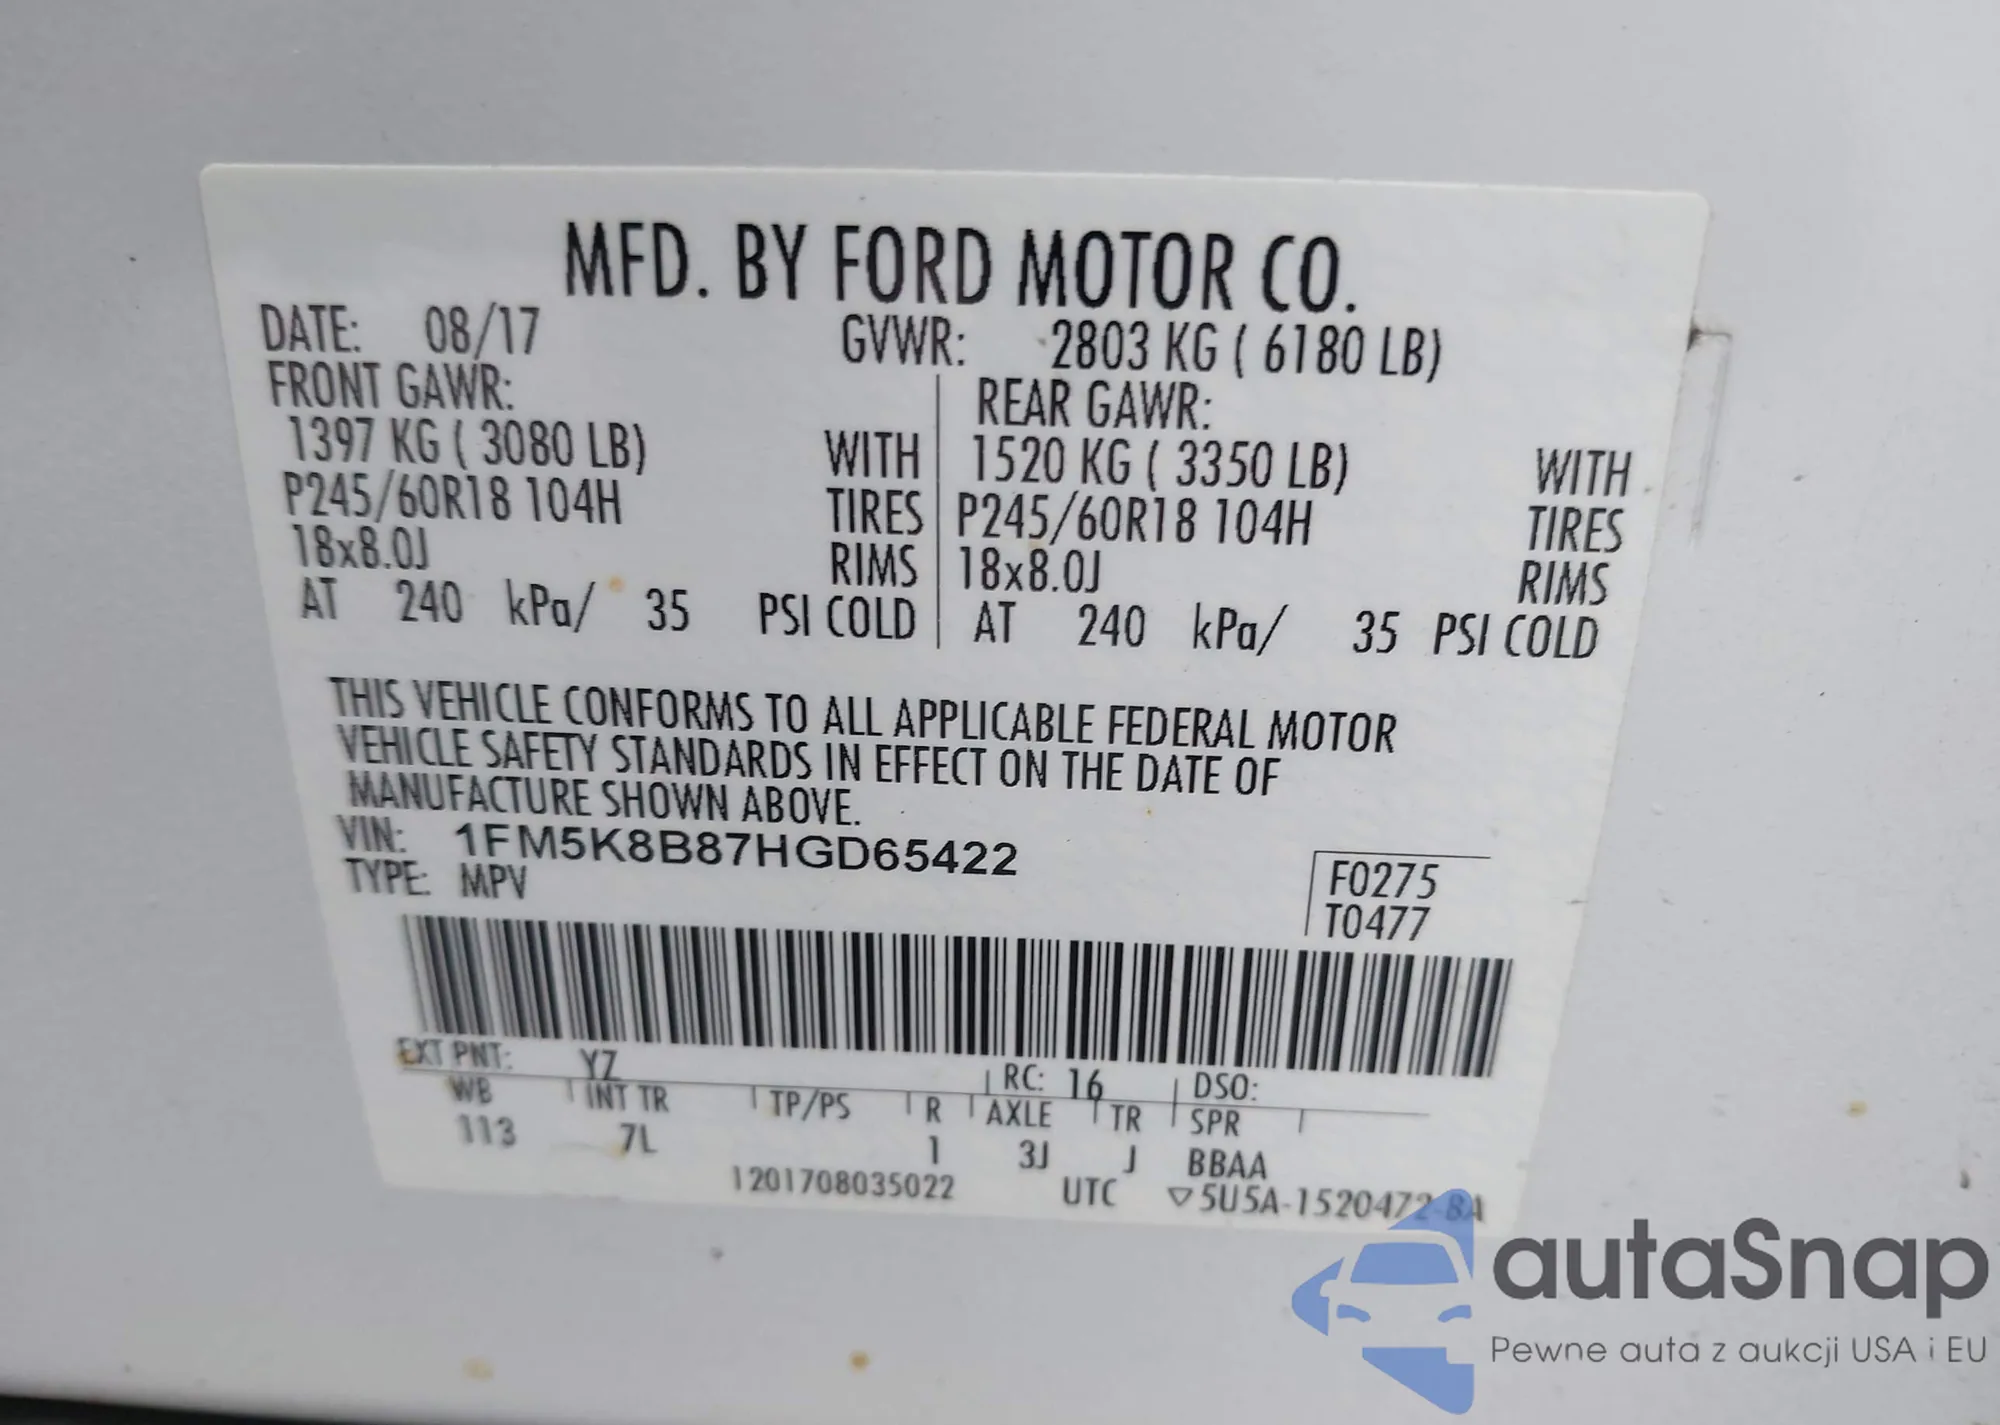 MFD. BY FORD MOTOR CO.
DATE: 08/17 GVWR: 2803 KG ( 6180 LB)
FRONT GAWR: REAR GAWR:
1397 KG ( 3080 LB) WITH 1520 KG ( 3350 LB) WITH
P245/60R18 104H TIRES P245/60R18 104H TIRES
18x8.0J RIMS 18x8.0J RIMS
AT 240 kPa/ 35 PSI COLD AT 240 kPa/ 35 PSI COLD
THIS VEHICLE CONFORMS TO ALL APPLICABLE FEDERAL MOTOR
VEHICLE SAFETY STANDARDS IN EFFECT ON THE DATE OF
MANUFACTURE SHOWN ABOVE.
VIN: 1FM5K8B87HGD65422
TYPE: MPV
F0275
T0477
EXT PNT: YZ RC: 16 DSO:
WB INT TR TP/PS R AXLE TR SPR
113 7L 1 3J J BBAA
1201708035022 UTC ▽5U5A-1520472-BA
autaSnap
Pewne auta z aukcji USA i EU